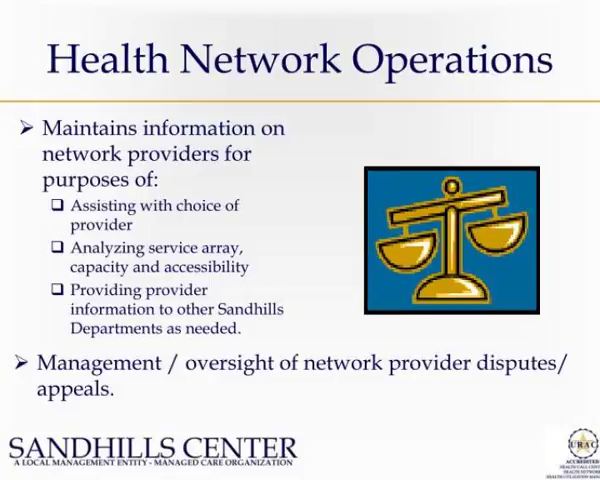 Health Network Operations
Maintains information on
network providers for
purposes of:
Assisting with choice of
provider
Analyzing service array,
capacity and accessibility
Providing provider
information to other Sandhills
Departments as needed.
Management / oversight of network provider disputes/
appeals.
SANDHILLS CENTER
A LOCAL MANAGEMENT ENTITY - MANAGED CARE ORGANIZATION
URAC
ACCREDITED